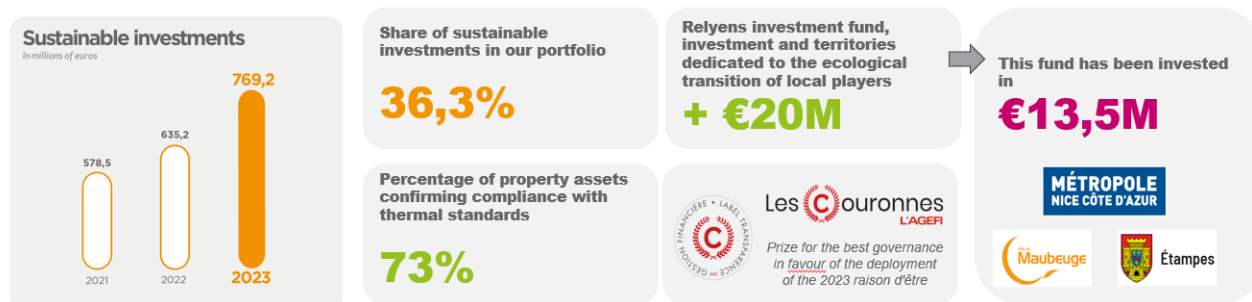 Sustainable investments
In millions of euros
769,2
635,2
578,5
2021
2022
2023
Share of sustainable
investments in our portfolio
36,3%
Percentage of property assets
confirming compliance with
thermal standards
73%
Relyens investment fund,
investment and territories
dedicated to the ecological
transition of local players
+ €20M
GESTION FINANCIÈRE • LABEL TRANSPARENCE
C
Les Couronnes
L'AGEFI
Prize for the best governance
in favour of the deployment
of the 2023 raison d'être
This fund has been invested
in
€13,5M
MÉTROPOLE
NICE CÔTE D'AZUR
Maubeuge
Étampes